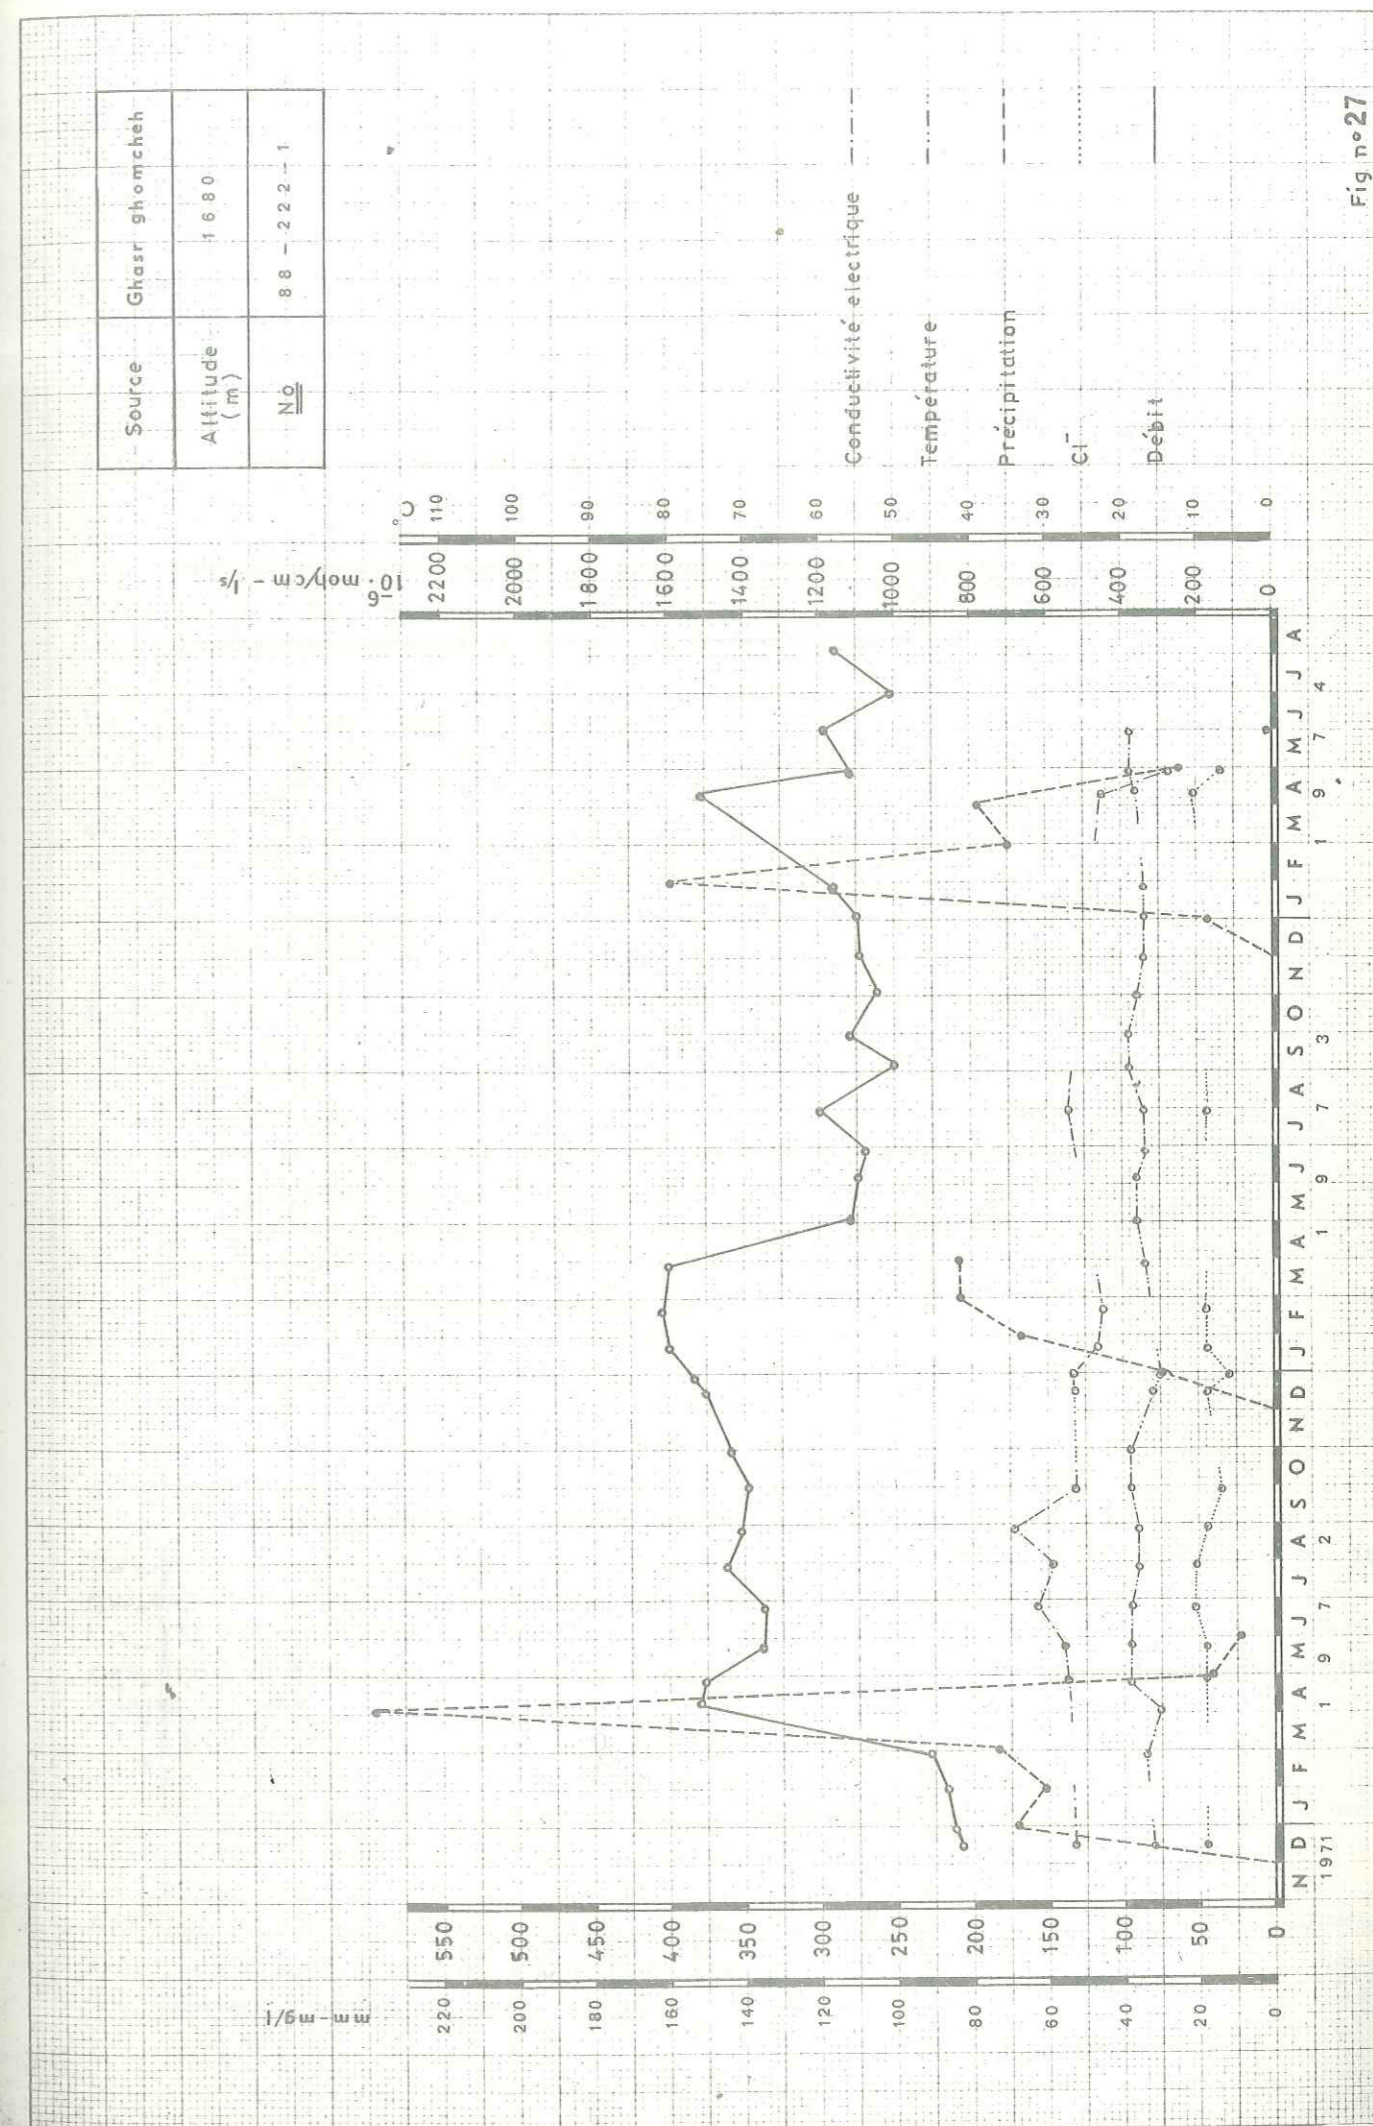 Source Ghasr ghomcheh
Altitude (m) 1680
No 88-222-1
mm-mg/l
220 200 180 160 140 120 100 80 60 40 20 0
550 500 450 400 350 300 250 200 150 100 50 0
10⁻⁶. moh/cm - l/s
2200 2000 1800 1600 1400 1200 1000 800 600 400 200 0
°C
110 100 90 80 70 60 50 40 30 20 10 0
Conductivité électrique
Température
Précipitation
Cl⁻
Débit
N D J F M A M J J A S O N D J F M A M J J A S O N D J F M A M J J A
1971 1 9 7 2 1 9 7 3 1 9 7 4
Fig n° 27